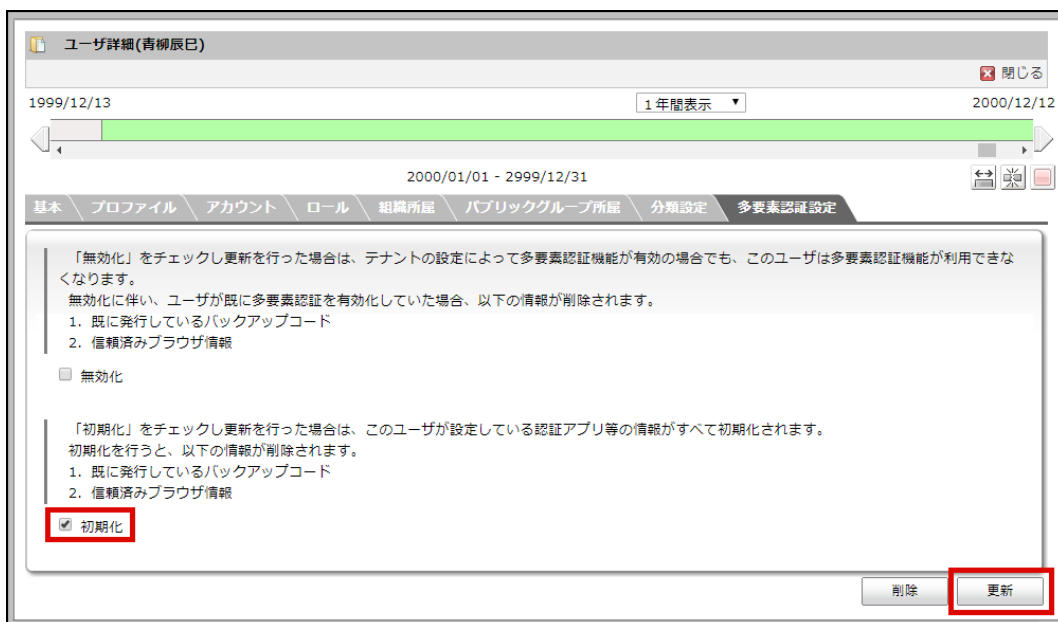 ユーザ詳細(青柳辰巳)
閉じる
1999/12/13 1年間表示 2000/12/12
2000/01/01 - 2999/12/31
基本 プロファイル アカウント ロール 組織所属 パブリックグループ所属 分類設定 多要素認証設定
「無効化」をチェックし更新を行った場合は、テナントの設定によって多要素認証機能が有効の場合でも、このユーザは多要素認証機能が利用できな
くなります。
無効化に伴い、ユーザが既に多要素認証を有効化していた場合、以下の情報が削除されます。
1. 既に発行しているバックアップコード
2. 信頼済みブラウザ情報
無効化
「初期化」をチェックし更新を行った場合は、このユーザが設定している認証アプリ等の情報がすべて初期化されます。
初期化を行うと、以下の情報が削除されます。
1. 既に発行しているバックアップコード
2. 信頼済みブラウザ情報
初期化
削除 更新